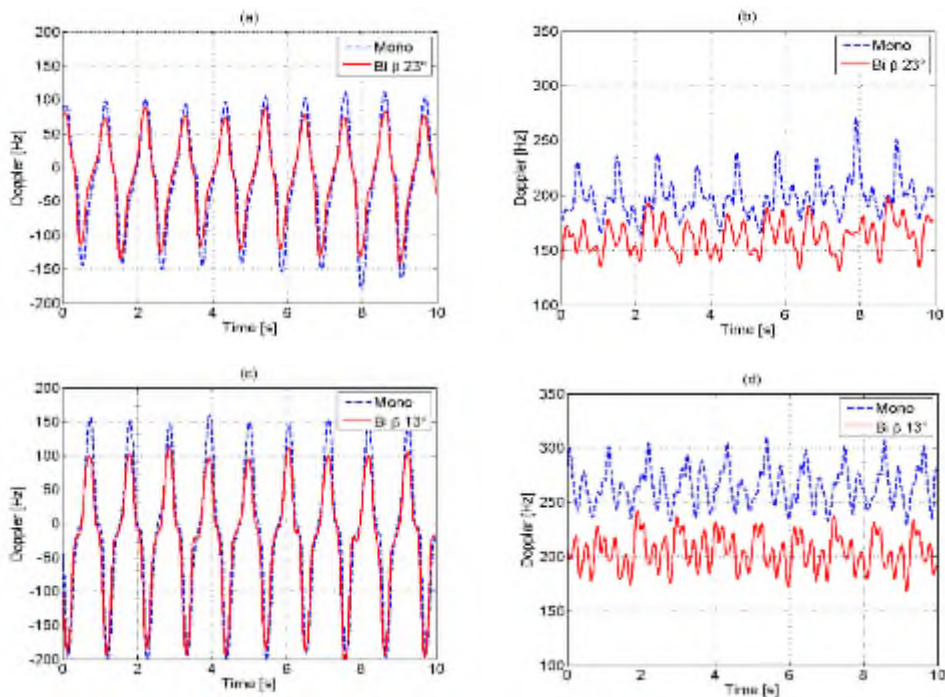 (a)
200
150
100
50
0
-50
-100
-150
-200
Doppler [Hz]
0 2 4 6 8 10
Time [s]
Mono
Bi β 23°
(b)
350
300
250
200
150
100
Doppler [Hz]
0 2 4 6 8 10
Time [s]
Mono
Bi β 23°
(c)
200
150
100
50
0
-50
-100
-150
-200
Doppler [Hz]
0 2 4 6 8 10
Time [s]
Mono
Bi β 13°
(d)
350
300
250
200
150
100
Doppler [Hz]
0 2 4 6 8 10
Time [s]
Mono
Bi β 13°